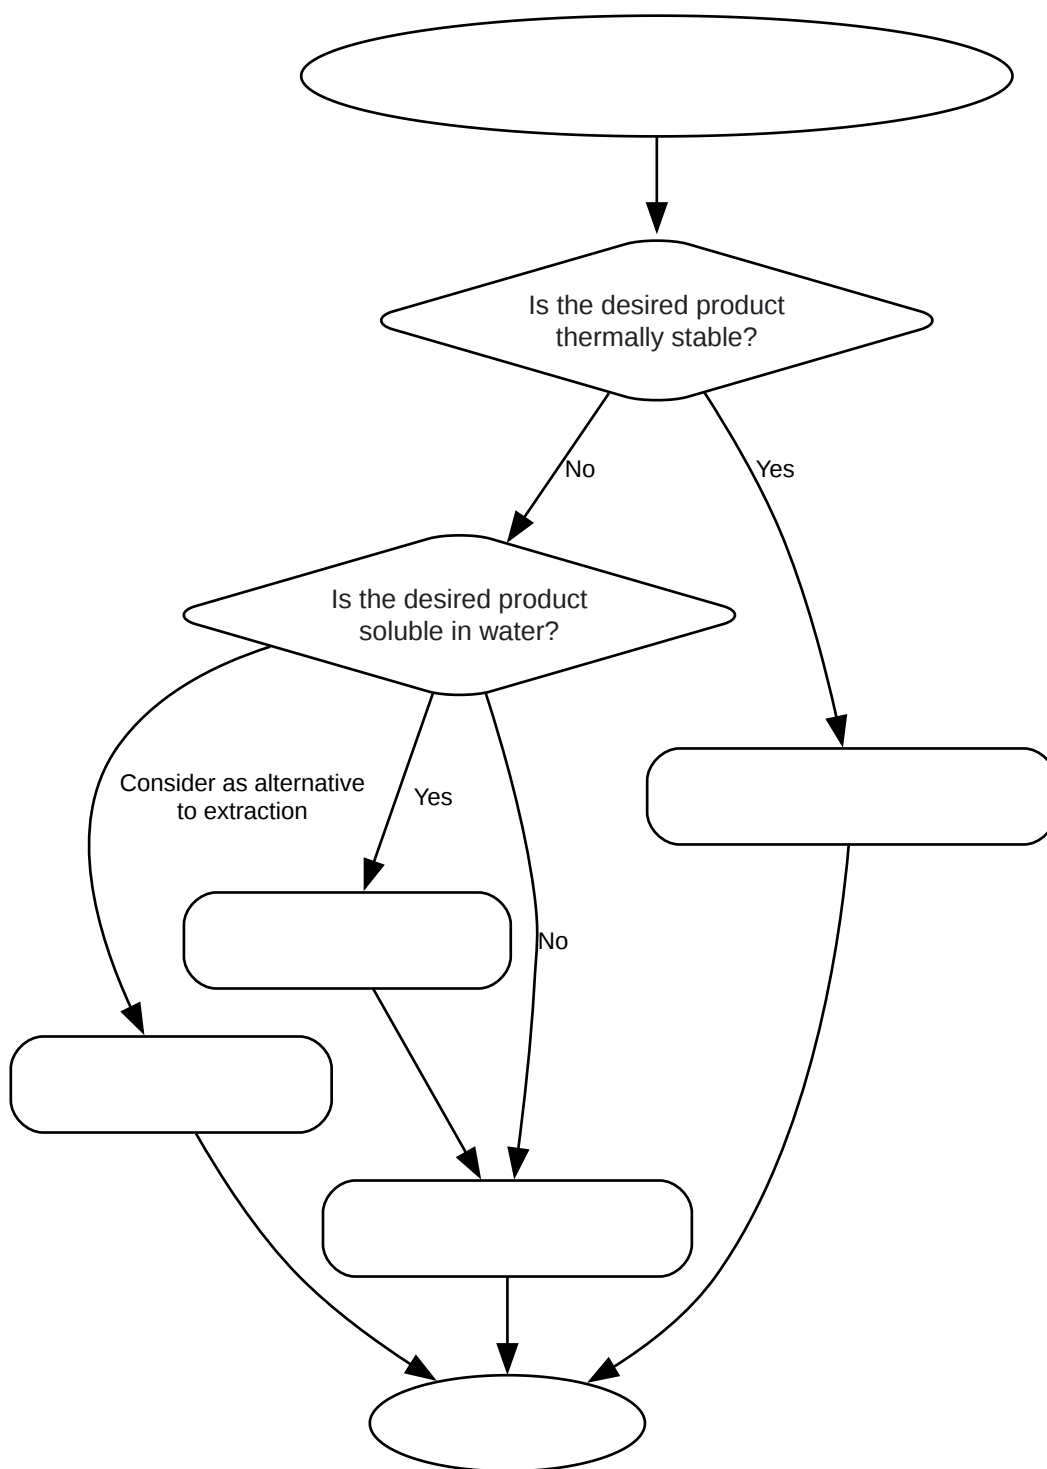 Is the desired product
thermally stable?
No
Yes
Is the desired product
soluble in water?
Consider as alternative
to extraction
Yes
No